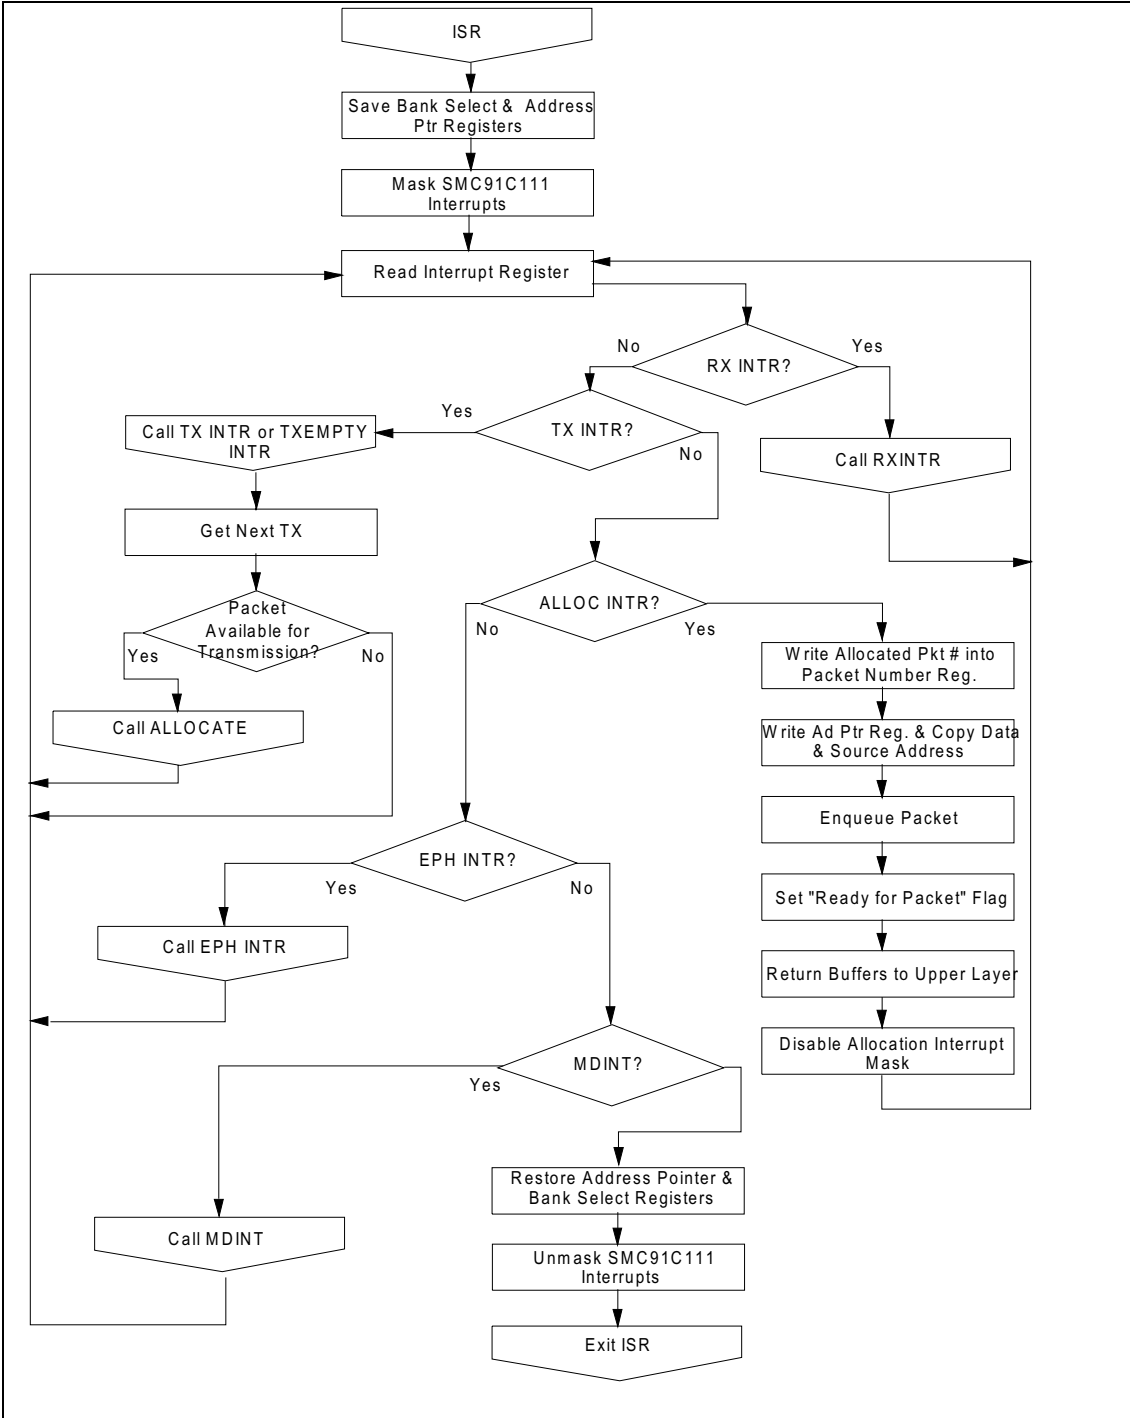 ISR
Save Bank Select & Address
Ptr Registers
Mask SMC91C111
Interrupts
Read Interrupt Register
No
RX INTR?
Yes
Yes
TX INTR?
No
Call TX INTR or TXEMPTY
INTR
Call RXINTR
Get Next TX
ALLOC INTR?
No
Yes
Packet
Available for
Transmission?
Yes
No
Write Allocated Pkt # into
Packet Number Reg.
Call ALLOCATE
Write Ad Ptr Reg. & Copy Data
& Source Address
Enqueue Packet
EPH INTR?
Yes
No
Set "Ready for Packet" Flag
Call EPH INTR
Return Buffers to Upper Layer
Disable Allocation Interrupt
Mask
MDINT?
Yes
Restore Address Pointer &
Bank Select Registers
Call MDINT
Unmask SMC91C111
Interrupts
Exit ISR